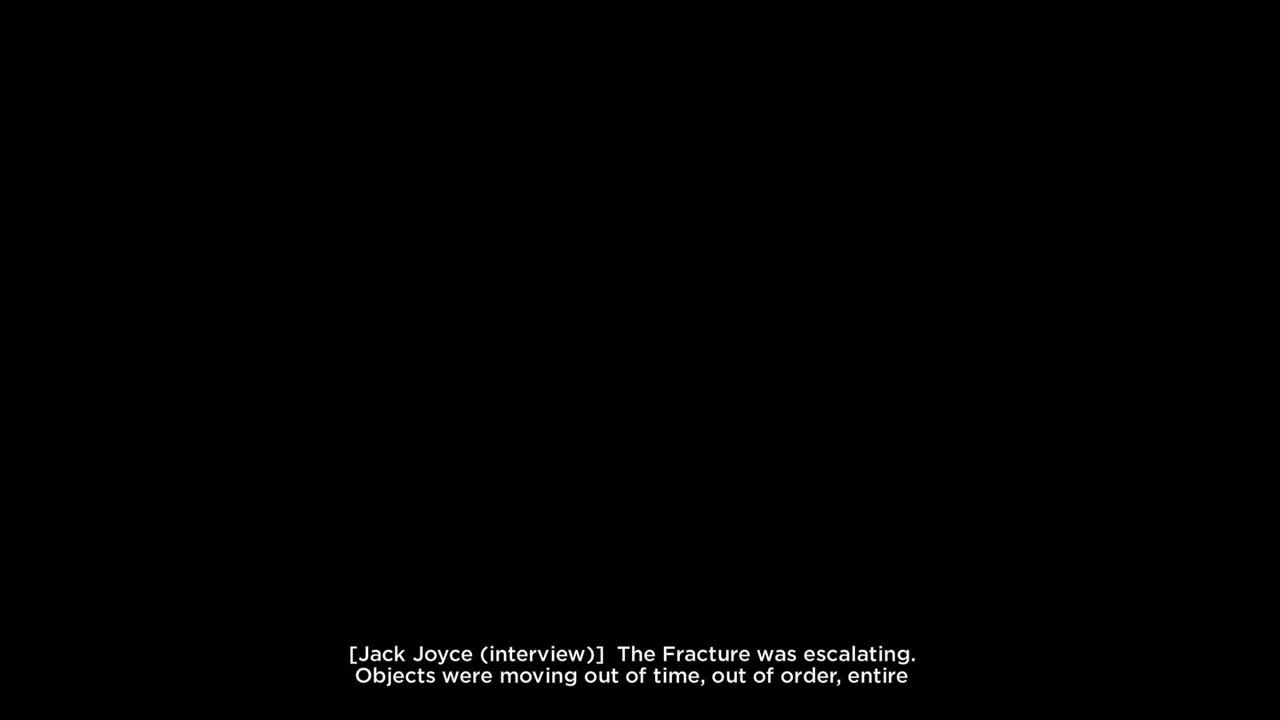 [Jack Joyce (interview)]  The Fracture was escalating.
Objects were moving out of time, out of order, entire